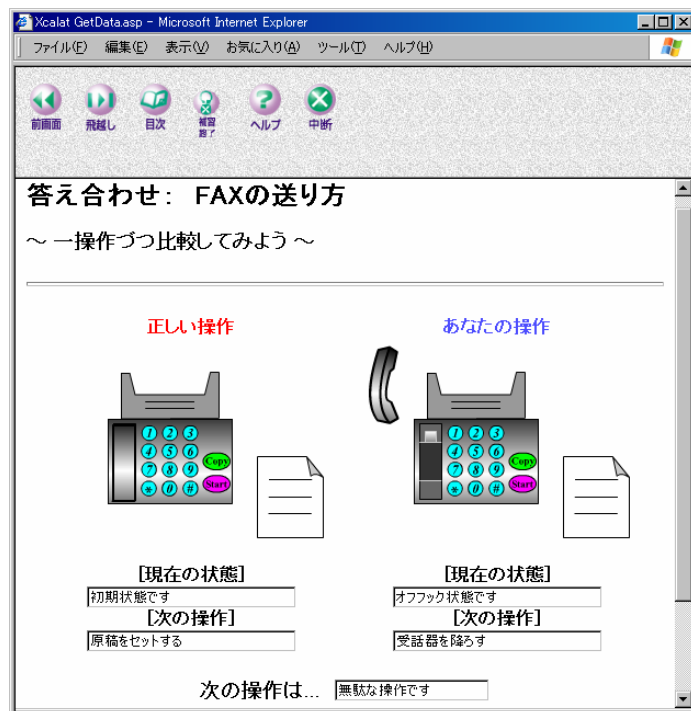 Xcalat GetData.asp - Microsoft Internet Explorer
ファイル(F) 編集(E) 表示(V) お気に入り(A) ツール(T) ヘルプ(H)
前画面 飛越し 目次 補習終了 ヘルプ 中断
答え合わせ： FAXの送り方
～ 一操作づつ比較してみよう ～
正しい操作 あなたの操作
1 2 3 1 2 3
4 5 6 Copy 4 5 6 Copy
7 8 9 7 8 9
* 0 # Start * 0 # Start
[現在の状態] [現在の状態]
初期状態です オフフック状態です
[次の操作] [次の操作]
原稿をセットする 受話器を降ろす
次の操作は... 無駄な操作です